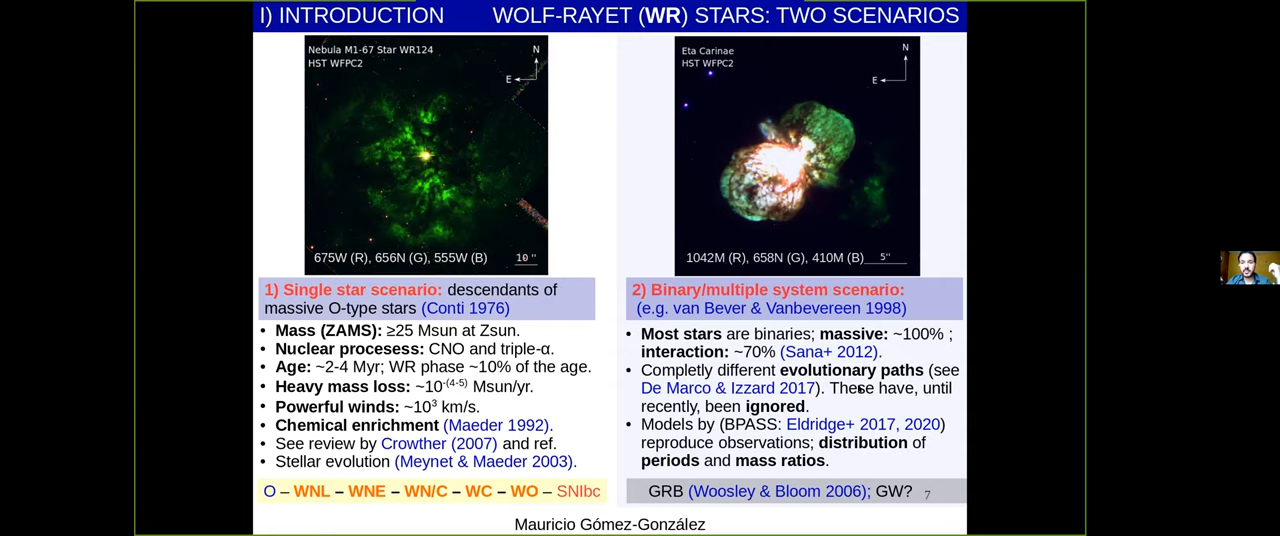 I) INTRODUCTION WOLF-RAYET (WR) STARS: TWO SCENARIOS
Nebula M1-67 Star WR124
HST WFPC2
N
E
675W (R), 656N (G), 555W (B)
10 "
1) Single star scenario: descendants of
massive O-type stars (Conti 1976)
• Mass (ZAMS): ≥25 Msun at Zsun.
• Nuclear procesess: CNO and triple-α.
• Age: ~2-4 Myr; WR phase ~10% of the age.
• Heavy mass loss: ~10^-(4-5) Msun/yr.
• Powerful winds: ~10^3 km/s.
• Chemical enrichment (Maeder 1992).
• See review by Crowther (2007) and ref.
• Stellar evolution (Meynet & Maeder 2003).
O – WNL – WNE – WN/C – WC – WO – SNIbc
Eta Carinae
HST WFPC2
N
E
1042M (R), 658N (G), 410M (B)
5"
2) Binary/multiple system scenario:
(e.g. van Bever & Vanbevereen 1998)
• Most stars are binaries; massive: ~100% ;
interaction: ~70% (Sana+ 2012).
• Completly different evolutionary paths (see
De Marco & Izzard 2017). These have, until
recently, been ignored.
• Models by (BPASS: Eldridge+ 2017, 2020)
reproduce observations; distribution of
periods and mass ratios.
GRB (Woosley & Bloom 2006); GW? 7
Mauricio Gómez-González